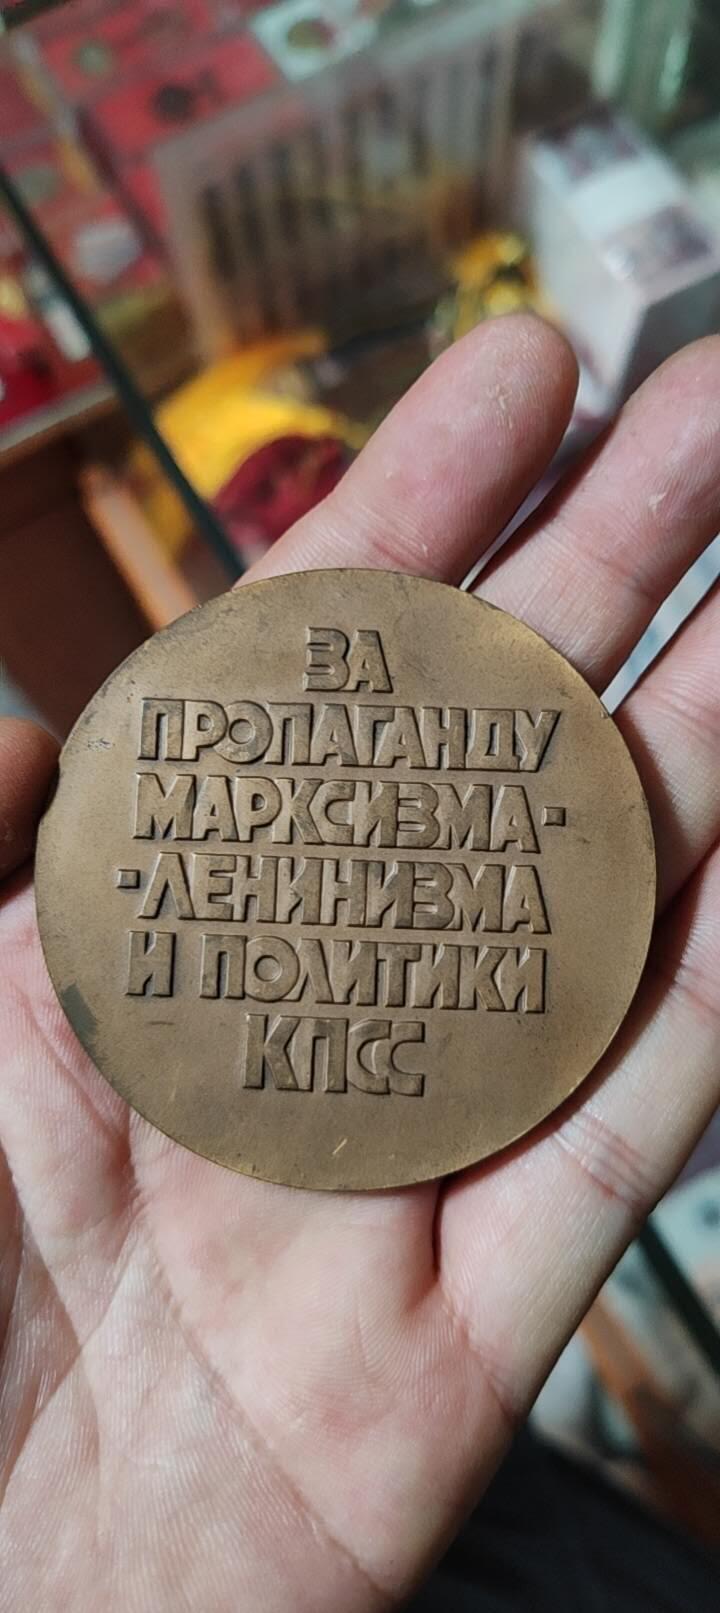 ЗА
ПРОПАГАНДУ
МАРКСИЗМА-
-ЛЕНИНИЗМА
И ПОЛИТИКИ
КПСС